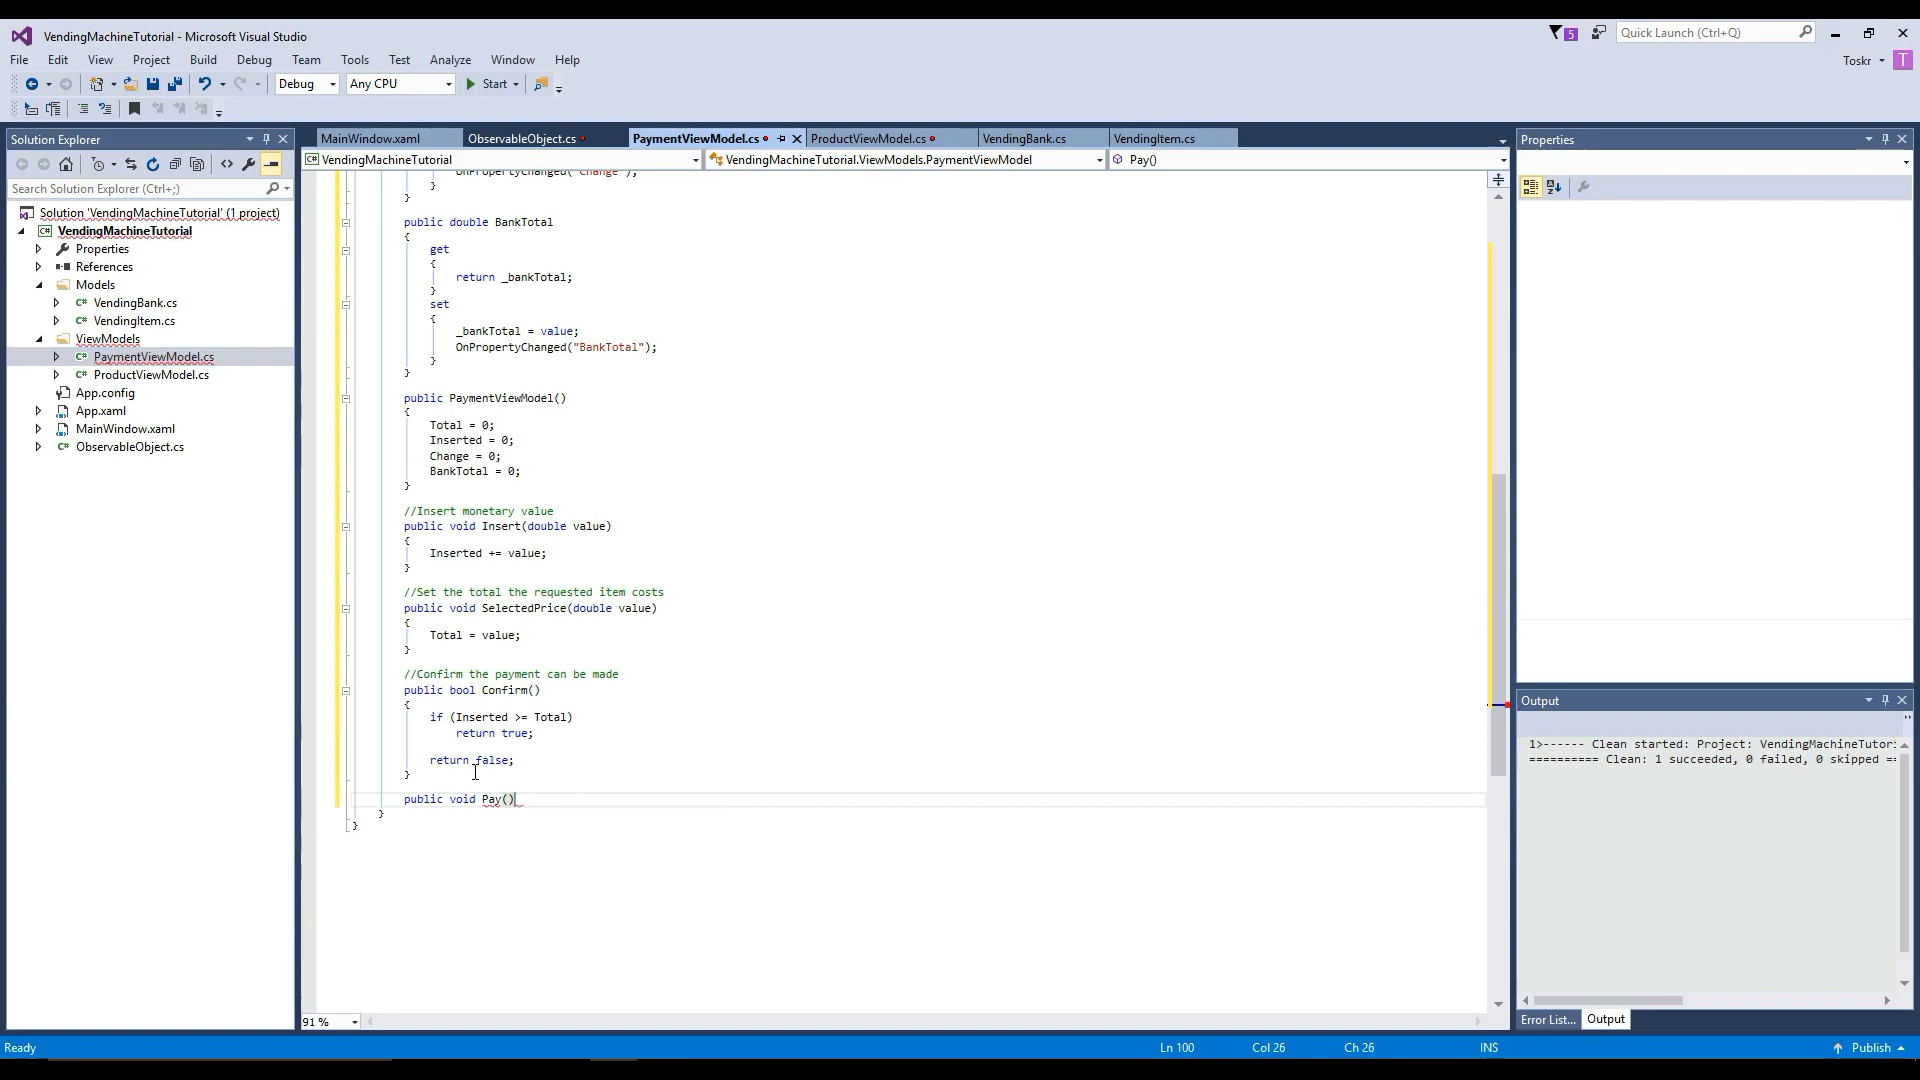 VendingMachineTutorial - Microsoft Visual Studio
5
Quick Launch (Ctrl+Q)
File Edit View Project Build Debug Team Tools Test Analyze Window Help
Toskr T
Debug Any CPU Start
Solution Explorer
Search Solution Explorer (Ctrl+;)
Solution 'VendingMachineTutorial' (1 project)
VendingMachineTutorial
Properties
References
Models
VendingBank.cs
VendingItem.cs
ViewModels
PaymentViewModel.cs
ProductViewModel.cs
App.config
App.xaml
MainWindow.xaml
ObservableObject.cs
MainWindow.xaml ObservableObject.cs PaymentViewModel.cs ProductViewModel.cs VendingBank.cs VendingItem.cs
VendingMachineTutorial VendingMachineTutorial.ViewModels.PaymentViewModel Pay()
OnPropertyChanged("Change");
}
}
public double BankTotal
{
get
{
return _bankTotal;
}
set
{
_bankTotal = value;
OnPropertyChanged("BankTotal");
}
}
public PaymentViewModel()
{
Total = 0;
Inserted = 0;
Change = 0;
BankTotal = 0;
}
//Insert monetary value
public void Insert(double value)
{
Inserted += value;
}
//Set the total the requested item costs
public void SelectedPrice(double value)
{
Total = value;
}
//Confirm the payment can be made
public bool Confirm()
{
if (Inserted >= Total)
return true;
return false;
}
public void Pay()
}
}
91 %
Properties
Output
1>------ Clean started: Project: VendingMachineTutori
========== Clean: 1 succeeded, 0 failed, 0 skipped ==
Error List... Output
Ready Ln 100 Col 26 Ch 26 INS Publish